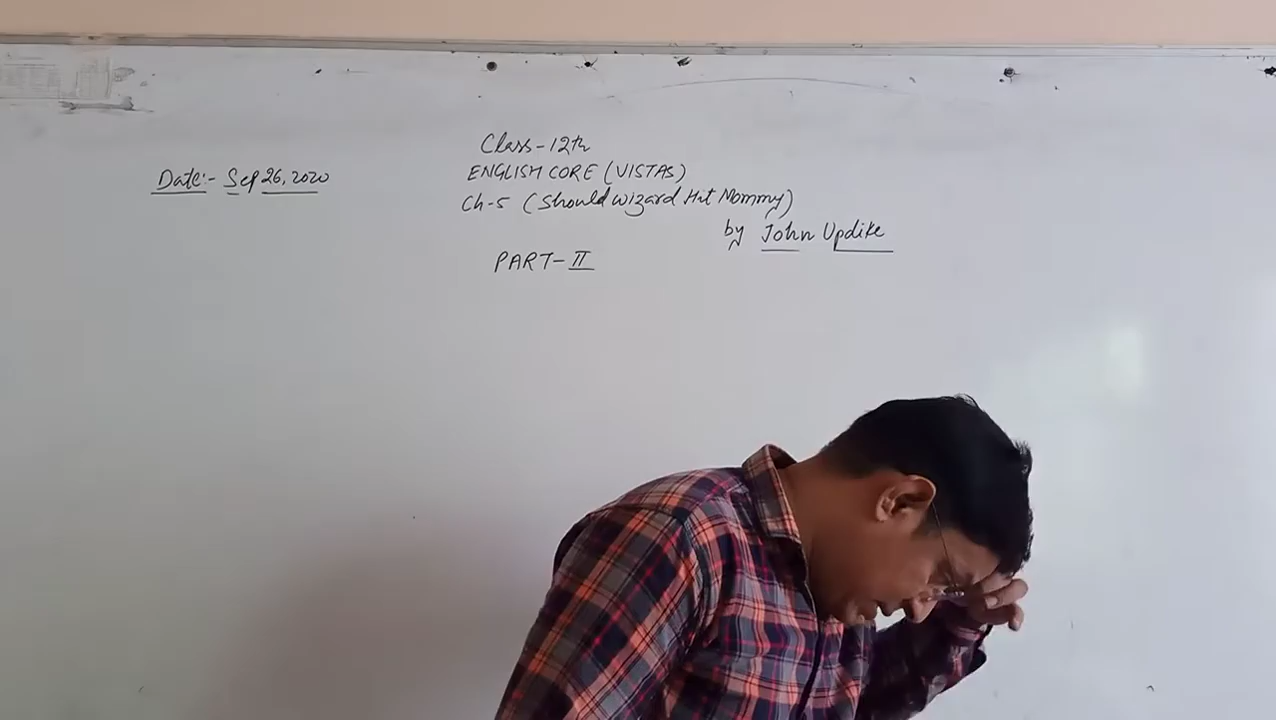 Date:- Sep 26, 2020
Class-12th
ENGLISH CORE (VISTAS)
Ch-5 (Should wizard Hit Mommy)
by John Updike
PART-II